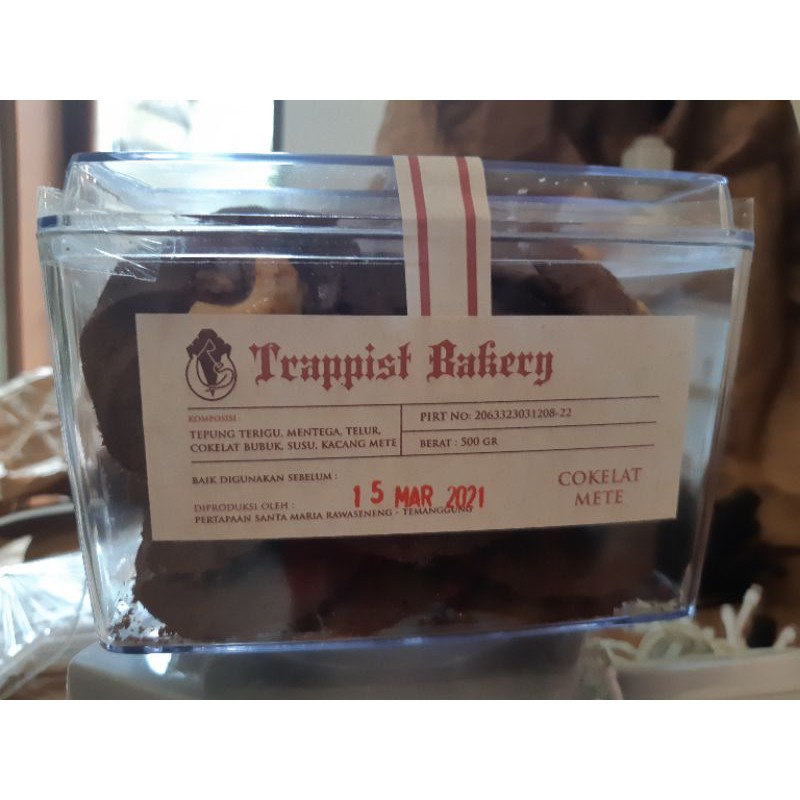 Trappist Bakery
KOMPOSISI :
TEPUNG TERIGU, MENTEGA, TELUR,
COKELAT BUBUK, SUSU, KACANG METE
PIRT NO: 2063323031208-22
BERAT : 500 GR
BAIK DIGUNAKAN SEBELUM :
15 MAR 2021
DIPRODUKSI OLEH :
PERTAPAAN SANTA MARIA RAWASENENG - TEMANGGUNG
COKELAT
METE